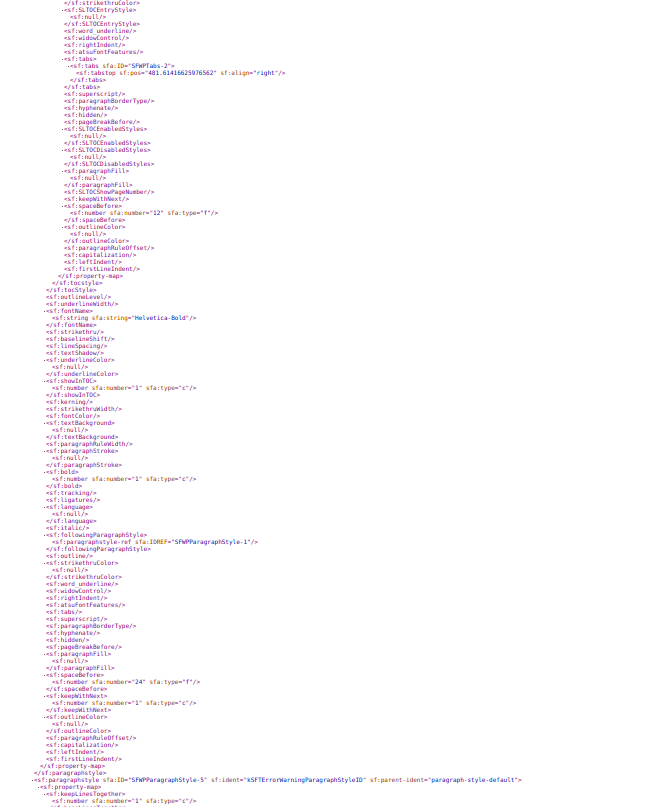 </sf:strikethruColor>
-<sf:SLTOCEntryStyle>
<sf:null/>
</sf:SLTOCEntryStyle>
<sf:word_underline/>
<sf:widowControl/>
<sf:rightIndent/>
<sf:atsuFontFeatures/>
-<sf:tabs>
-<sf:tabs sfa:ID="SFWPTabs-2">
<sf:tabstop sf:pos="481.61416625976562" sf:align="right"/>
</sf:tabs>
</sf:tabs>
<sf:superscript/>
<sf:paragraphBorderType/>
<sf:hyphenate/>
<sf:hidden/>
<sf:pageBreakBefore/>
-<sf:SLTOCEnabledStyles>
<sf:null/>
</sf:SLTOCEnabledStyles>
-<sf:SLTOCDisabledStyles>
<sf:null/>
</sf:SLTOCDisabledStyles>
-<sf:paragraphFill>
<sf:null/>
</sf:paragraphFill>
<sf:SLTOCShowPageNumber/>
<sf:keepWithNext/>
-<sf:spaceBefore>
<sf:number sfa:number="12" sfa:type="f"/>
</sf:spaceBefore>
-<sf:outlineColor>
<sf:null/>
</sf:outlineColor>
<sf:paragraphRuleOffset/>
<sf:capitalization/>
<sf:leftIndent/>
<sf:firstLineIndent/>
</sf:property-map>
</sf:tocstyle>
</sf:tocStyle>
<sf:outlineLevel/>
<sf:underlineWidth/>
-<sf:fontName>
<sf:string sfa:string="Helvetica-Bold"/>
</sf:fontName>
<sf:strikethru/>
<sf:baselineShift/>
<sf:lineSpacing/>
<sf:textShadow/>
-<sf:underlineColor>
<sf:null/>
</sf:underlineColor>
-<sf:showInTOC>
<sf:number sfa:number="1" sfa:type="c"/>
</sf:showInTOC>
<sf:kerning/>
<sf:strikethruWidth/>
<sf:fontColor/>
-<sf:textBackground>
<sf:null/>
</sf:textBackground>
<sf:paragraphRuleWidth/>
-<sf:paragraphStroke>
<sf:null/>
</sf:paragraphStroke>
-<sf:bold>
<sf:number sfa:number="1" sfa:type="c"/>
</sf:bold>
<sf:tracking/>
<sf:ligatures/>
-<sf:language>
<sf:null/>
</sf:language>
<sf:italic/>
-<sf:followingParagraphStyle>
<sf:paragraphstyle-ref sfa:IDREF="SFWPParagraphStyle-1"/>
</sf:followingParagraphStyle>
<sf:outline/>
-<sf:strikethruColor>
<sf:null/>
</sf:strikethruColor>
<sf:word_underline/>
<sf:widowControl/>
<sf:rightIndent/>
<sf:atsuFontFeatures/>
<sf:tabs/>
<sf:superscript/>
<sf:paragraphBorderType/>
<sf:hyphenate/>
<sf:hidden/>
<sf:pageBreakBefore/>
-<sf:paragraphFill>
<sf:null/>
</sf:paragraphFill>
-<sf:spaceBefore>
<sf:number sfa:number="24" sfa:type="f"/>
</sf:spaceBefore>
-<sf:keepWithNext>
<sf:number sfa:number="1" sfa:type="c"/>
</sf:keepWithNext>
-<sf:outlineColor>
<sf:null/>
</sf:outlineColor>
<sf:paragraphRuleOffset/>
<sf:capitalization/>
<sf:leftIndent/>
<sf:firstLineIndent/>
</sf:property-map>
</sf:paragraphstyle>
-<sf:paragraphstyle sfa:ID="SFWPParagraphStyle-5" sf:ident="kSFTErrorWarningParagraphStyleID" sf:parent-ident="paragraph-style-default">
-<sf:property-map>
-<sf:keepLinesTogether>
<sf:number sfa:number="1" sfa:type="c"/>